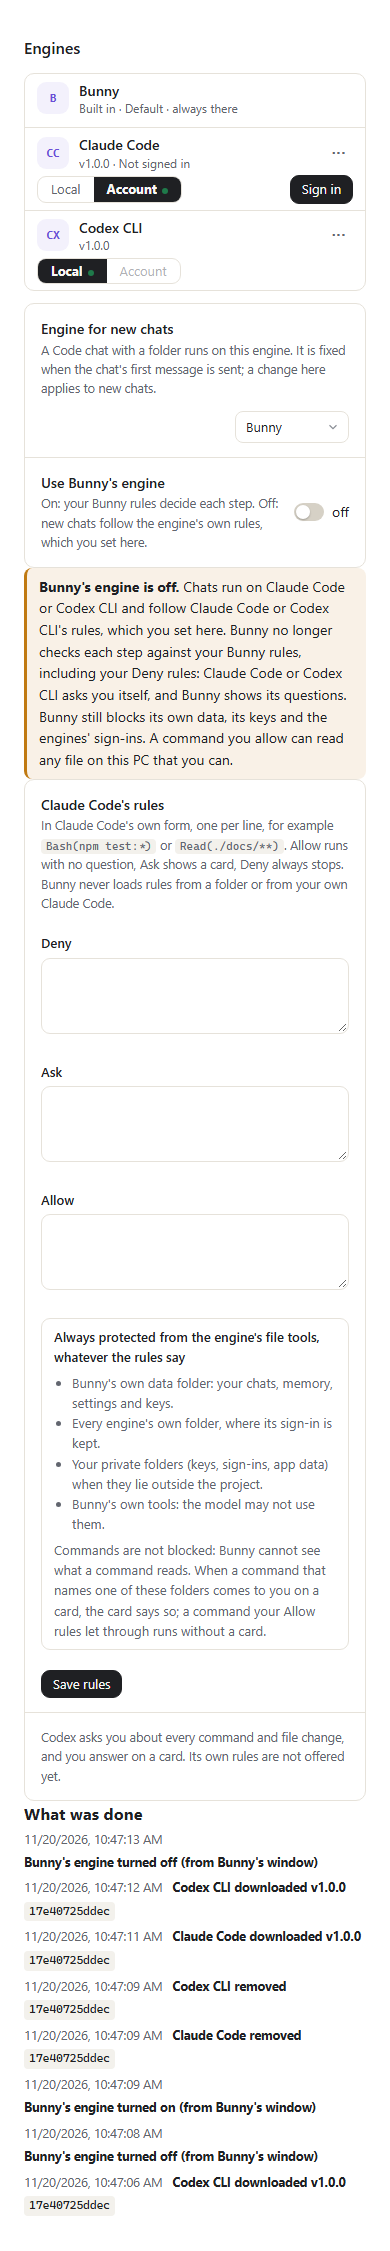 Engines
B
Bunny
Built in · Default · always there
CC
Claude Code
v1.0.0 · Not signed in
Local
Account
Sign in
CX
Codex CLI
v1.0.0
Local
Account
Engine for new chats
A Code chat with a folder runs on this engine. It is fixed
when the chat's first message is sent; a change here
applies to new chats.
Bunny
Use Bunny's engine
On: your Bunny rules decide each step. Off:
new chats follow the engine's own rules,
which you set here.
off
Bunny's engine is off. Chats run on Claude Code
or Codex CLI and follow Claude Code or Codex
CLI's rules, which you set here. Bunny no longer
checks each step against your Bunny rules,
including your Deny rules: Claude Code or Codex
CLI asks you itself, and Bunny shows its questions.
Bunny still blocks its own data, its keys and the
engines' sign-ins. A command you allow can read
any file on this PC that you can.
Claude Code's rules
In Claude Code's own form, one per line, for example
Bash(npm test:*) or Read(./docs/**). Allow runs
with no question, Ask shows a card, Deny always stops.
Bunny never loads rules from a folder or from your own
Claude Code.
Deny
Ask
Allow
Always protected from the engine's file tools,
whatever the rules say
• Bunny's own data folder: your chats, memory,
settings and keys.
• Every engine's own folder, where its sign-in is
kept.
• Your private folders (keys, sign-ins, app data)
when they lie outside the project.
• Bunny's own tools: the model may not use
them.
Commands are not blocked: Bunny cannot see
what a command reads. When a command that
names one of these folders comes to you on a
card, the card says so; a command your Allow
rules let through runs without a card.
Save rules
Codex asks you about every command and file change,
and you answer on a card. Its own rules are not offered
yet.
What was done
11/20/2026, 10:47:13 AM
Bunny's engine turned off (from Bunny's window)
11/20/2026, 10:47:12 AM Codex CLI downloaded v1.0.0
17e40725ddec
11/20/2026, 10:47:11 AM Claude Code downloaded v1.0.0
17e40725ddec
11/20/2026, 10:47:09 AM Codex CLI removed
17e40725ddec
11/20/2026, 10:47:09 AM Claude Code removed
17e40725ddec
11/20/2026, 10:47:09 AM
Bunny's engine turned on (from Bunny's window)
11/20/2026, 10:47:08 AM
Bunny's engine turned off (from Bunny's window)
11/20/2026, 10:47:06 AM Codex CLI downloaded v1.0.0
17e40725ddec